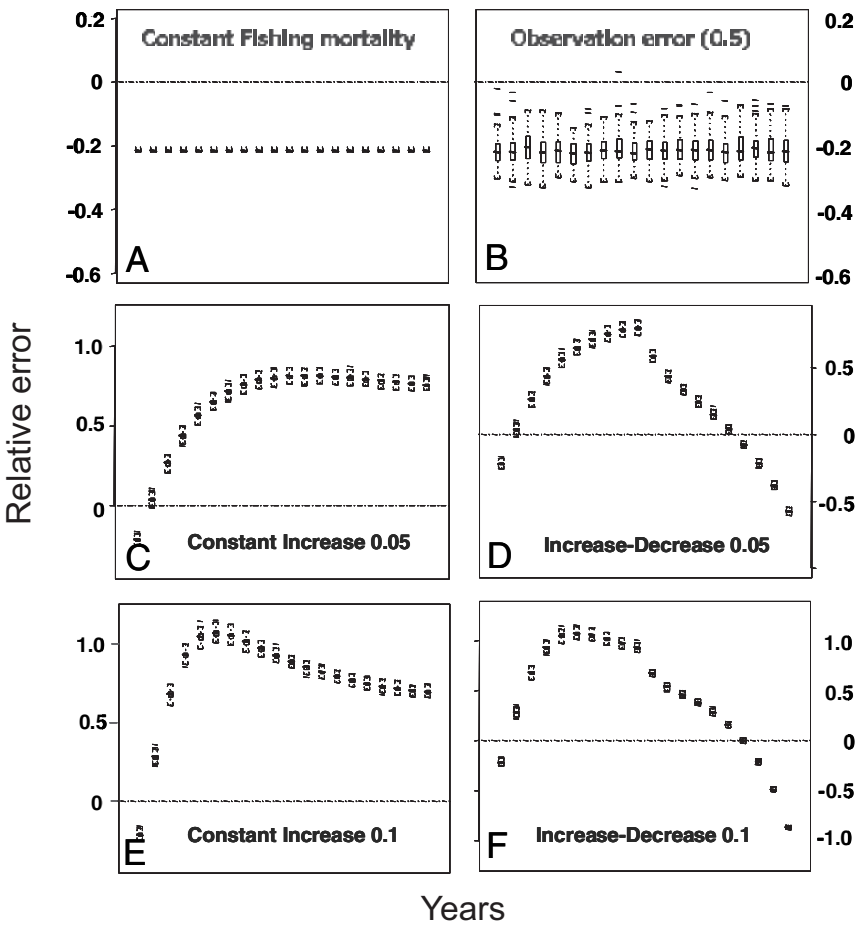 0.2
0
-0.2
-0.4
-0.6
Constant Fishing mortality
A
Observation error (0.5)
B
0.2
0
-0.2
-0.4
-0.6
Relative error
1.0
0.5
0
C
Constant Increase 0.05
D
Increase-Decrease 0.05
0.5
0
-0.5
1.0
0.5
0
E
Constant Increase 0.1
F
Increase-Decrease 0.1
1.0
0.5
0
-0.5
-1.0
Years